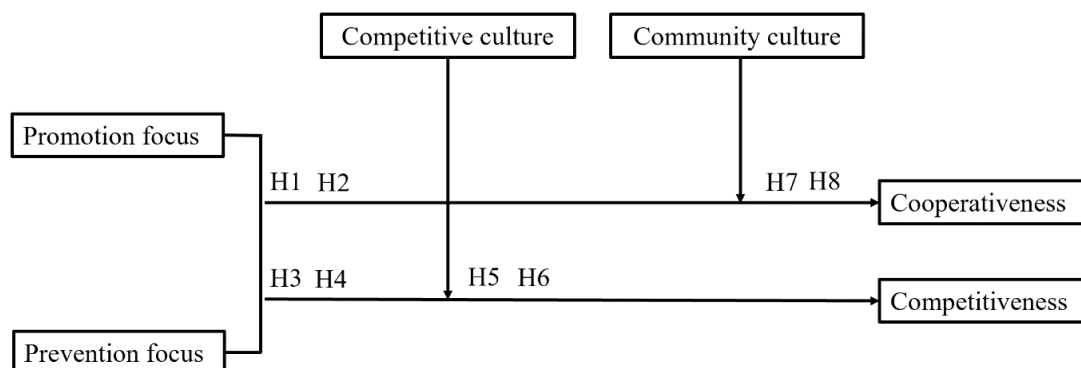 Competitive culture
Community culture
Promotion focus
H1 H2
H7 H8
Cooperativeness
H3 H4
H5 H6
Competitiveness
Prevention focus